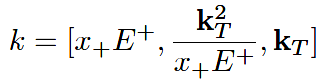 $k = [x_+E^+, \frac{\mathbf{k}_T^2}{x_+E^+}, \mathbf{k}_T]$